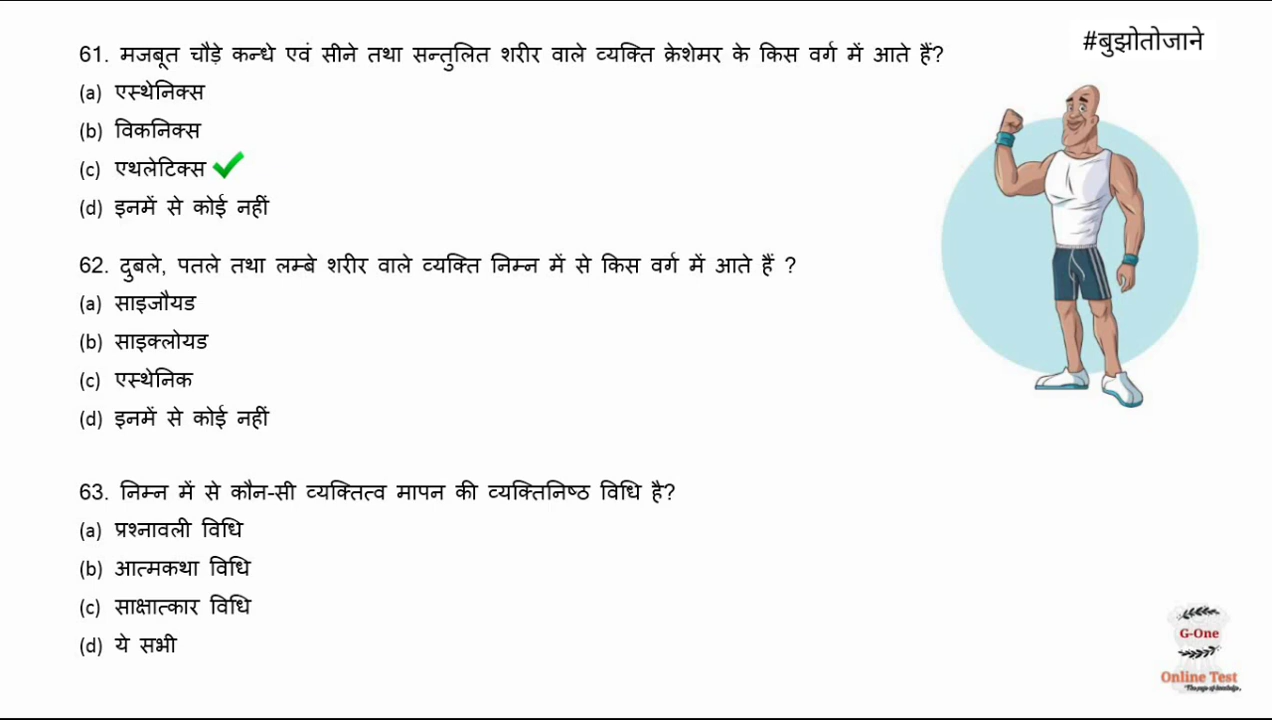 #बुझोतोजाने
61. मजबूत चौड़े कन्धे एवं सीने तथा सन्तुलित शरीर वाले व्यक्ति क्रेशेमर के किस वर्ग में आते हैं?
(a) एस्थेनिक्स
(b) विकनिक्स
(c) एथलेटिक्स
(d) इनमें से कोई नहीं
62. दुबले, पतले तथा लम्बे शरीर वाले व्यक्ति निम्न में से किस वर्ग में आते हैं ?
(a) साइजौयड
(b) साइक्लोयड
(c) एस्थेनिक
(d) इनमें से कोई नहीं
63. निम्न में से कौन-सी व्यक्तित्व मापन की व्यक्तिनिष्ठ विधि है?
(a) प्रश्नावली विधि
(b) आत्मकथा विधि
(c) साक्षात्कार विधि
(d) ये सभी
G-One
Online Test